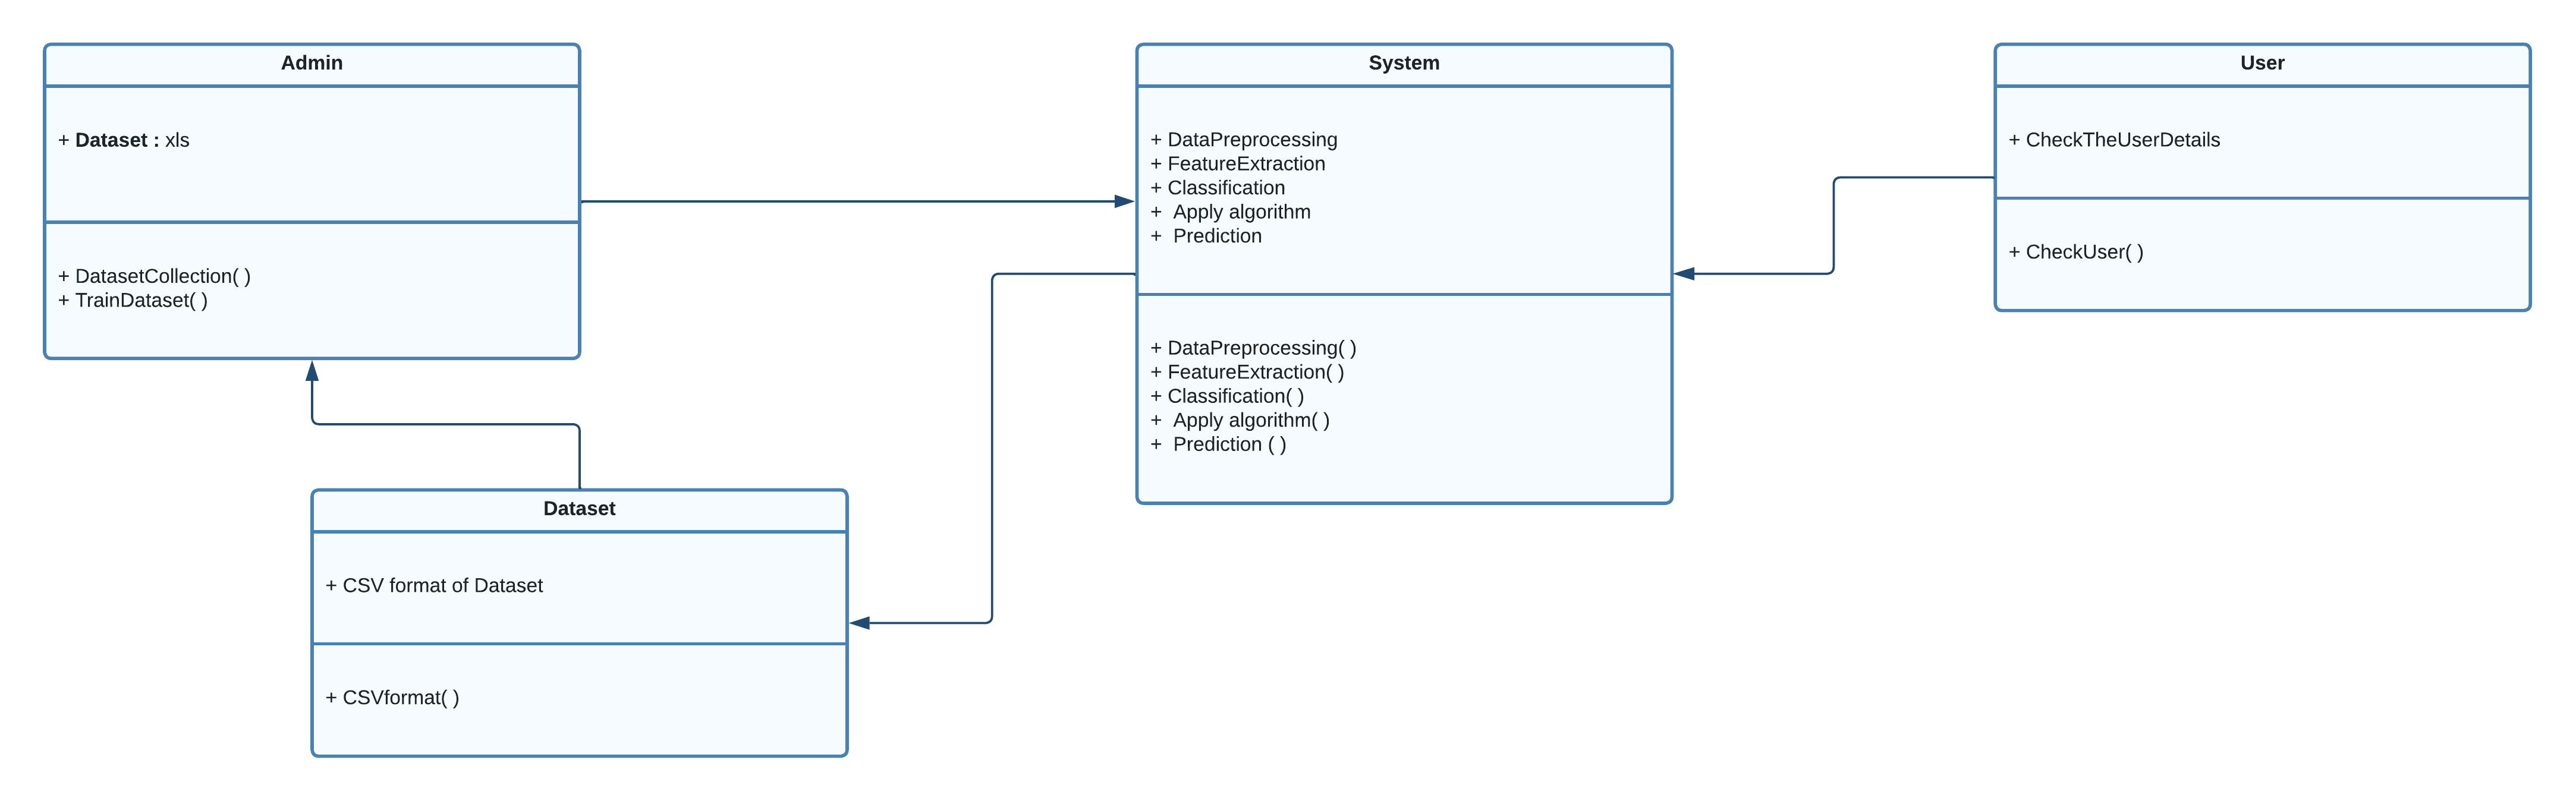 Admin
+ Dataset : xls
+ DatasetCollection( )
+ TrainDataset( )
System
+ DataPreprocessing
+ FeatureExtraction
+ Classification
+  Apply algorithm
+  Prediction
+ DataPreprocessing( )
+ FeatureExtraction( )
+ Classification( )
+  Apply algorithm( )
+  Prediction ( )
User
+ CheckTheUserDetails
+ CheckUser( )
Dataset
+ CSV format of Dataset
+ CSVformat( )